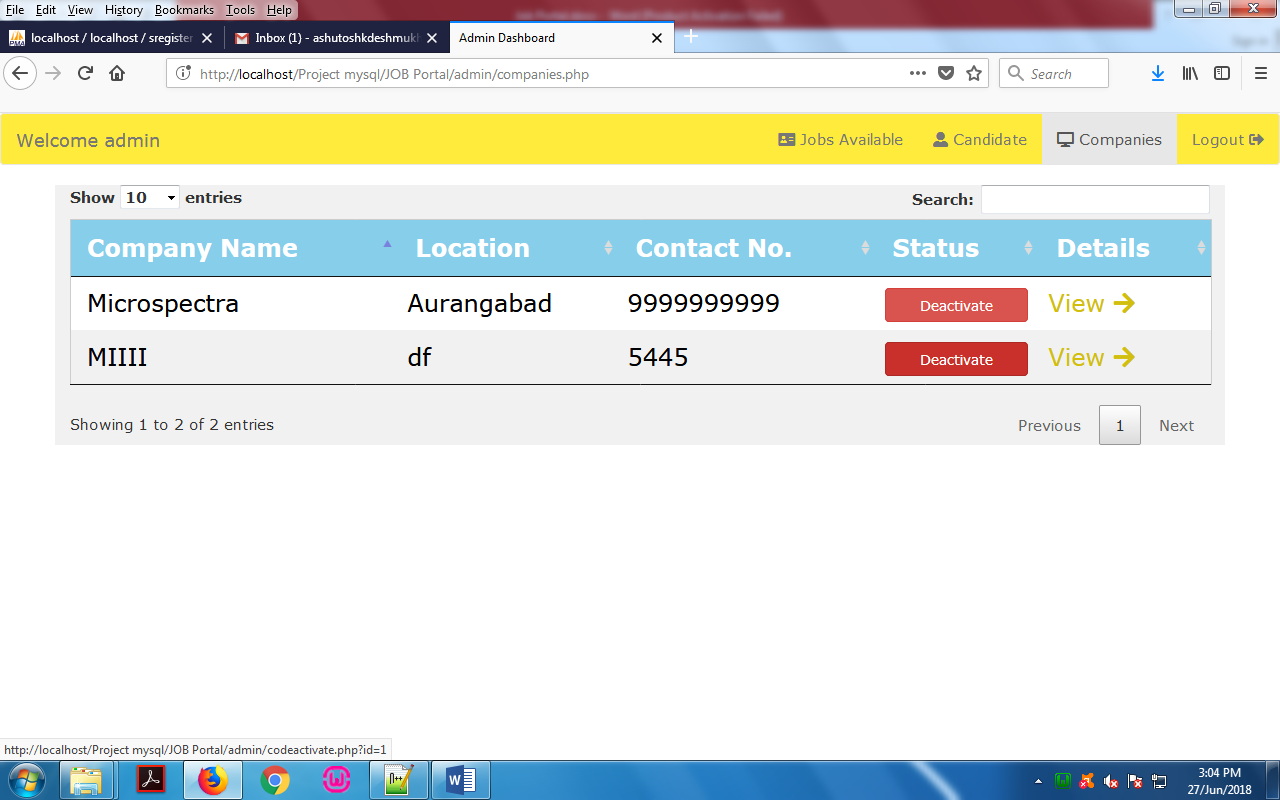 File Edit View History Bookmarks Tools Help
localhost / localhost / sregister
Inbox (1) - ashutoshkdeshmukh
Admin Dashboard
http://localhost/Project mysql/JOB Portal/admin/companies.php
Search
Welcome admin
Jobs Available
Candidate
Companies
Logout
Show 10 entries
Search:
Company Name Location Contact No. Status Details
Microspectra Aurangabad 9999999999 Deactivate View
MIIII df 5445 Deactivate View
Showing 1 to 2 of 2 entries
Previous 1 Next
http://localhost/Project mysql/JOB Portal/admin/codeactivate.php?id=1
3:04 PM
27/Jun/2018